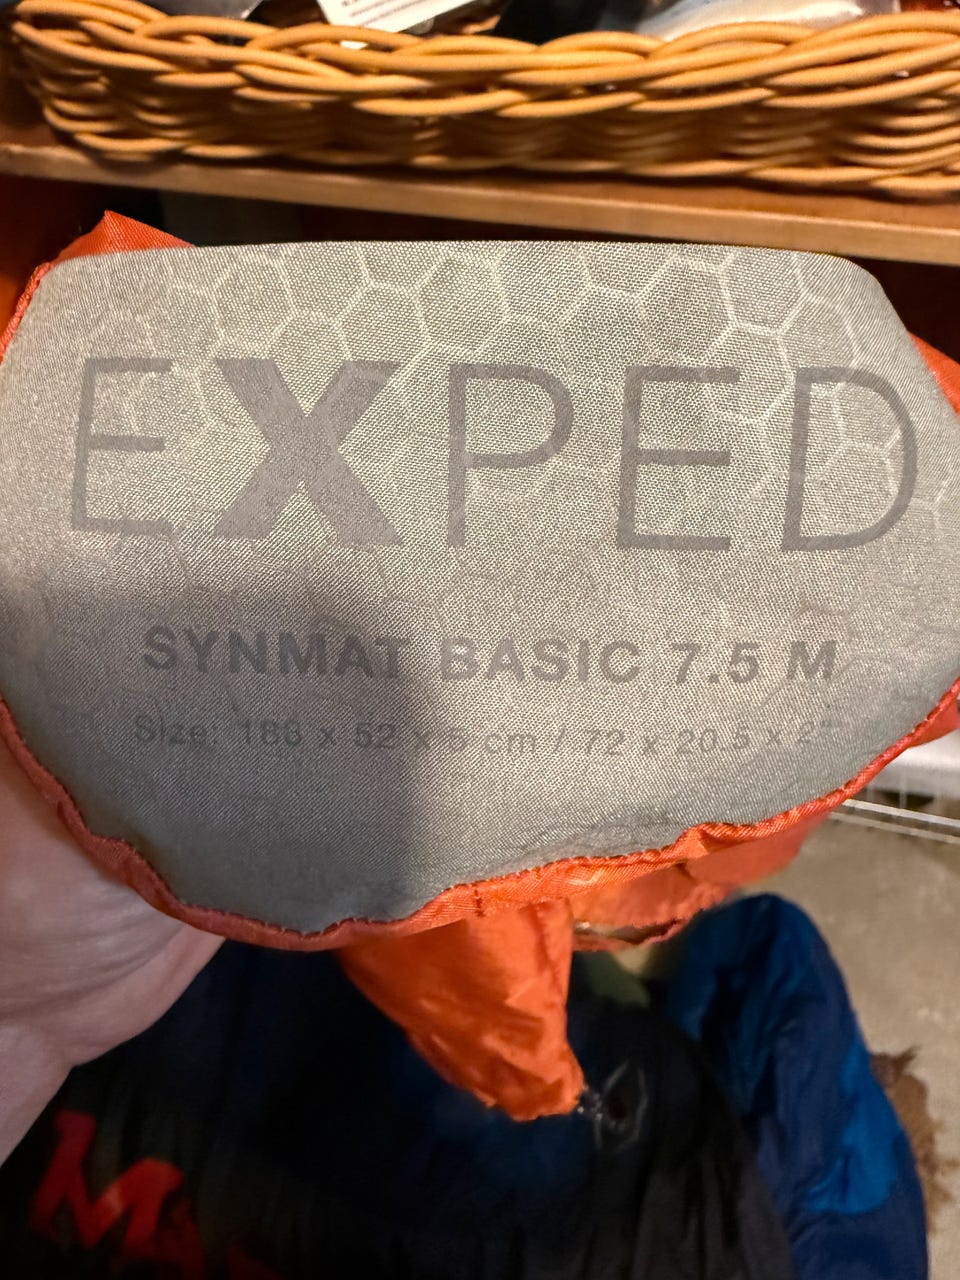 EXPED
SYNMAT BASIC 7.5 M
Size: 183 x 52 x 5 cm / 72 x 20.5 x 2"